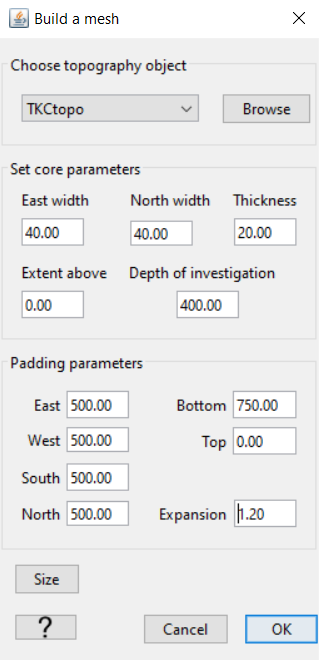 Build a mesh
Choose topography object
TKCtopo Browse
Set core parameters
East width North width Thickness
40.00 40.00 20.00
Extent above Depth of investigation
0.00 400.00
Padding parameters
East 500.00 Bottom 750.00
West 500.00 Top 0.00
South 500.00
North 500.00 Expansion 1.20
Size
? Cancel OK